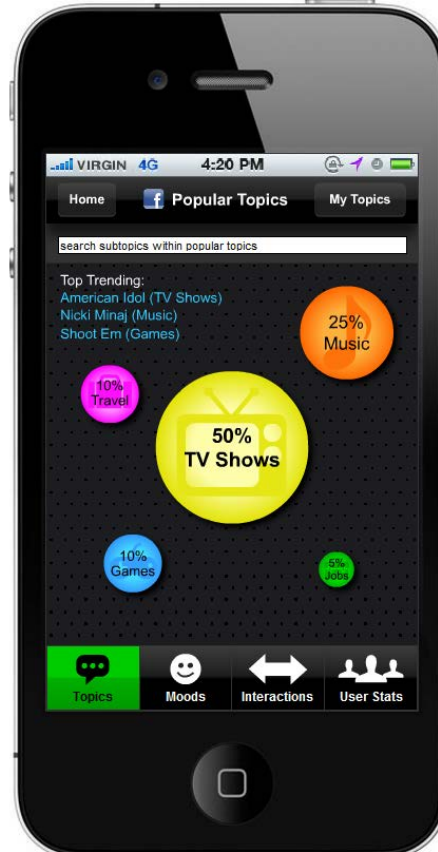 VIRGIN 4G 4:20 PM
Home
f Popular Topics
My Topics
search subtopics within popular topics
Top Trending:
American Idol (TV Shows)
Nicki Minaj (Music)
Shoot Em (Games)
25%
Music
10%
Travel
50%
TV Shows
10%
Games
5%
Jobs
Topics
Moods
Interactions
User Stats